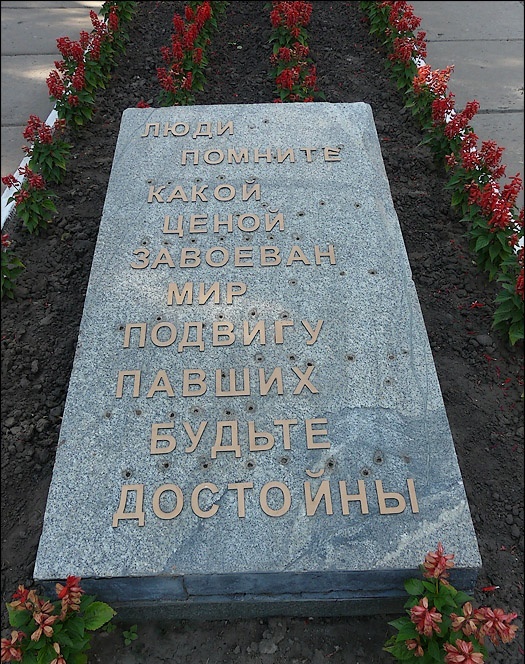 ЛЮДИ
ПОМНИТЕ
КАКОЙ
ЦЕНОЙ
ЗАВОЕВАН
МИР
ПОДВИГУ
ПАВШИХ
БУДЬТЕ
ДОСТОЙНЫ